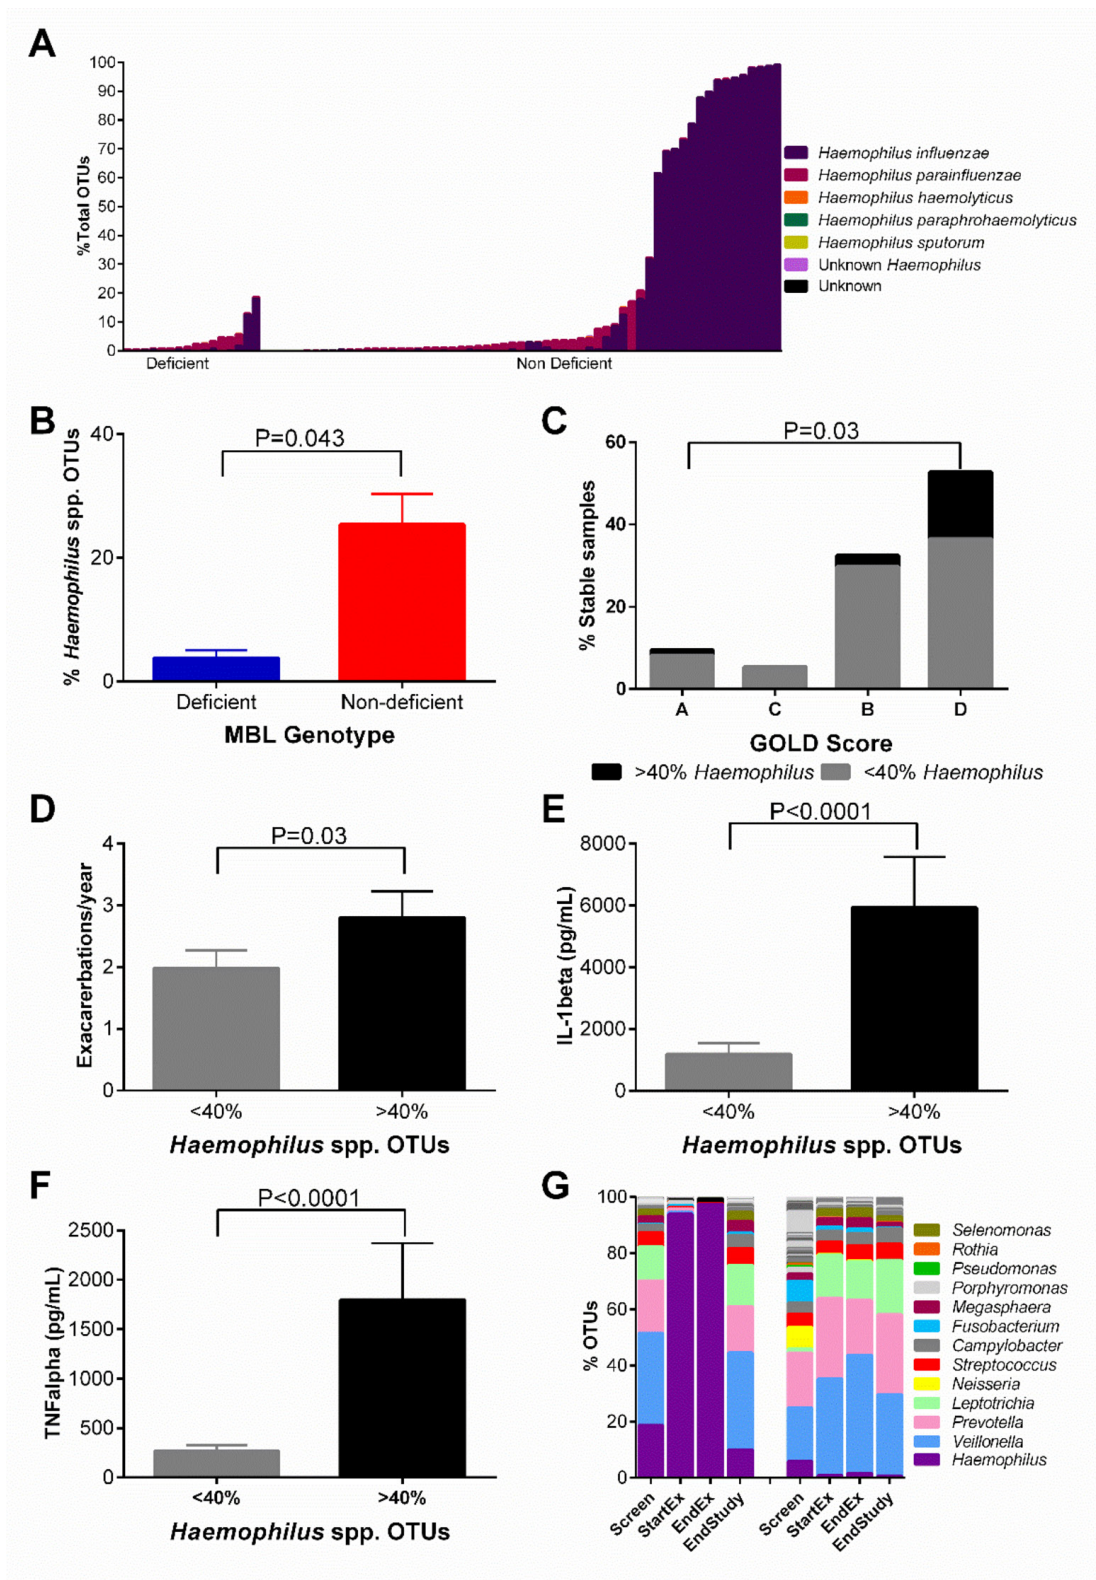 A
100
90
80
70
60
50
40
30
20
10
0
%Total OTUs
Deficient
Non Deficient
Haemophilus influenzae
Haemophilus parainfluenzae
Haemophilus haemolyticus
Haemophilus paraphrohaemolyticus
Haemophilus sputorum
Unknown Haemophilus
Unknown
B
P=0.043
40
20
0
% Haemophilus spp. OTUs
Deficient
Non-deficient
MBL Genotype
C
P=0.03
60
40
20
0
% Stable samples
A
C
B
D
GOLD Score
>40% Haemophilus
<40% Haemophilus
D
P=0.03
4
3
2
1
0
Exacarerbations/year
<40%
>40%
Haemophilus spp. OTUs
E
P<0.0001
8000
6000
4000
2000
0
IL-1beta (pg/mL)
<40%
>40%
Haemophilus spp. OTUs
F
P<0.0001
2500
2000
1500
1000
500
0
TNFalpha (pg/mL)
<40%
>40%
Haemophilus spp. OTUs
G
100
80
60
40
20
0
% OTUs
Screen
StartEx
EndEx
EndStudy
Screen
StartEx
EndEx
EndStudy
Selenomonas
Rothia
Pseudomonas
Porphyromonas
Megasphaera
Fusobacterium
Campylobacter
Streptococcus
Neisseria
Leptotrichia
Prevotella
Veillonella
Haemophilus